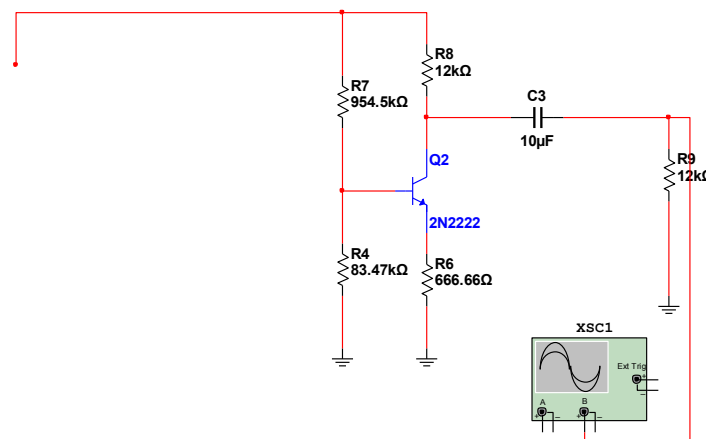 R8
12kΩ
R7
954.5kΩ
C3
10µF
Q2
R9
12kΩ
2N2222
R4
83.47kΩ
R6
666.66Ω
XSC1
Ext Trig
+
−
A
B
+
−
+
−